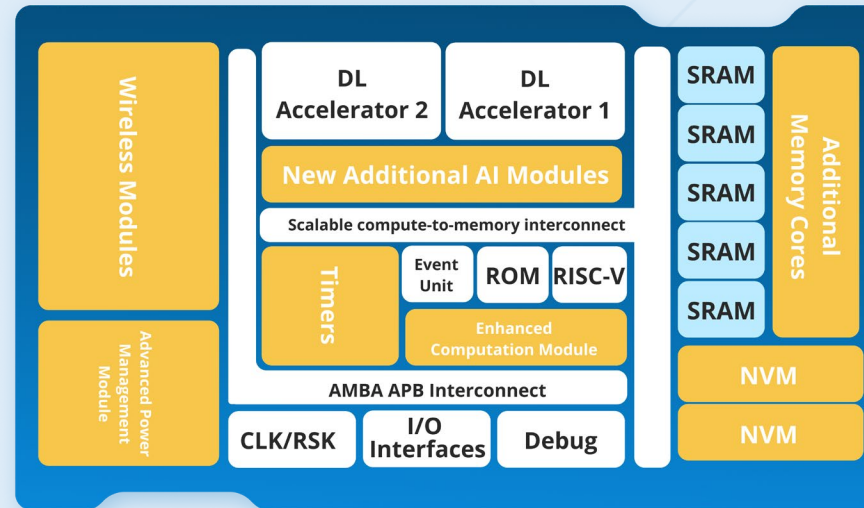 Wireless Modules
Advanced Power
Management
Module
DL
Accelerator 2
DL
Accelerator 1
New Additional AI Modules
Scalable compute-to-memory interconnect
Timers
Event
Unit
ROM
RISC-V
Enhanced
Computation Module
AMBA APB Interconnect
CLK/RSK
I/O
Interfaces
Debug
SRAM
SRAM
SRAM
SRAM
SRAM
Additional
Memory Cores
NVM
NVM